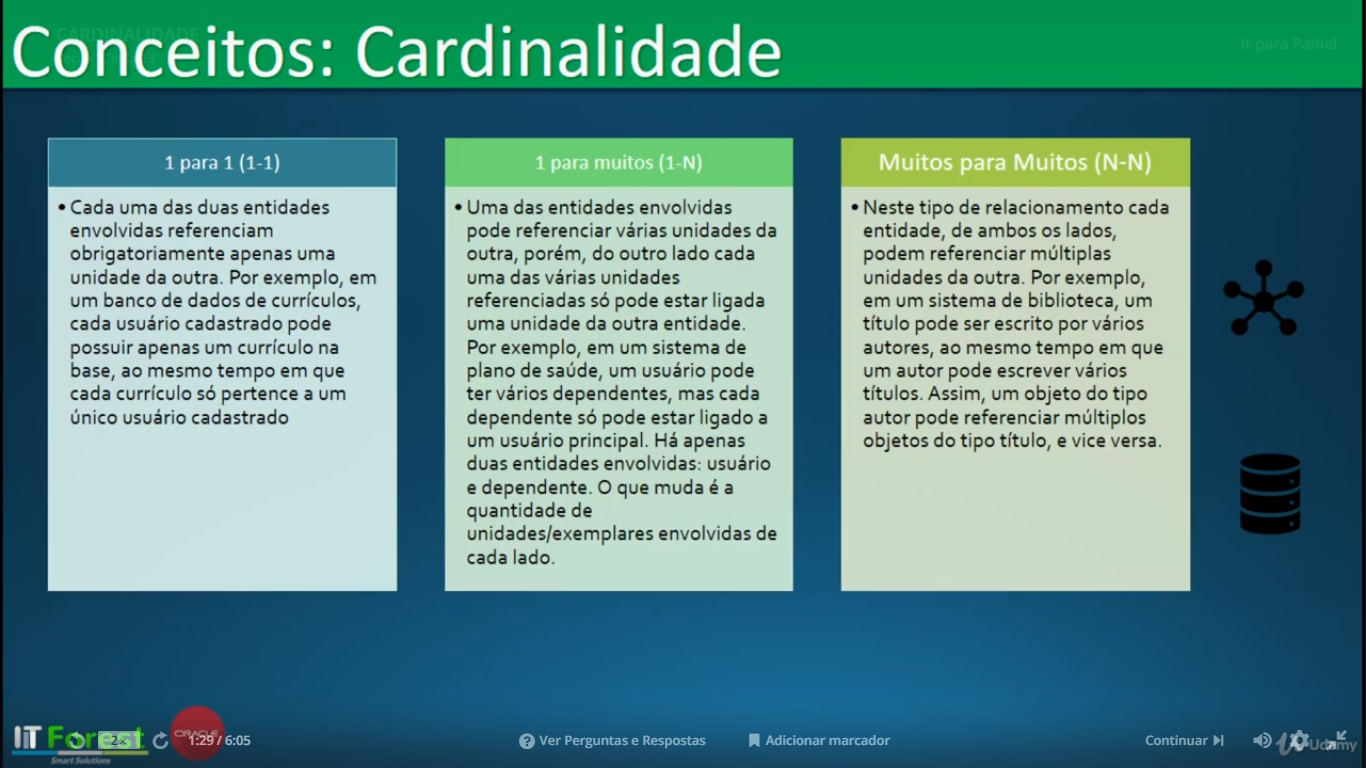 Conceitos: Cardinalidade
CARDINALIDADE
Ir para Painel
1 para 1 (1-1)
• Cada uma das duas entidades
envolvidas referenciam
obrigatoriamente apenas uma
unidade da outra. Por exemplo, em
um banco de dados de currículos,
cada usuário cadastrado pode
possuir apenas um currículo na
base, ao mesmo tempo em que
cada currículo só pertence a um
único usuário cadastrado
1 para muitos (1-N)
• Uma das entidades envolvidas
pode referenciar várias unidades da
outra, porém, do outro lado cada
uma das várias unidades
referenciadas só pode estar ligada
uma unidade da outra entidade.
Por exemplo, em um sistema de
plano de saúde, um usuário pode
ter vários dependentes, mas cada
dependente só pode estar ligado a
um usuário principal. Há apenas
duas entidades envolvidas: usuário
e dependente. O que muda é a
quantidade de
unidades/exemplares envolvidas de
cada lado.
Muitos para Muitos (N-N)
• Neste tipo de relacionamento cada
entidade, de ambos os lados,
podem referenciar múltiplas
unidades da outra. Por exemplo,
em um sistema de biblioteca, um
título pode ser escrito por vários
autores, ao mesmo tempo em que
um autor pode escrever vários
títulos. Assim, um objeto do tipo
autor pode referenciar múltiplos
objetos do tipo título, e vice versa.
IT Forest
Smart Solutions
2x
ORACLE
1:29 / 6:05
Ver Perguntas e Respostas
Adicionar marcador
Continuar
Udemy